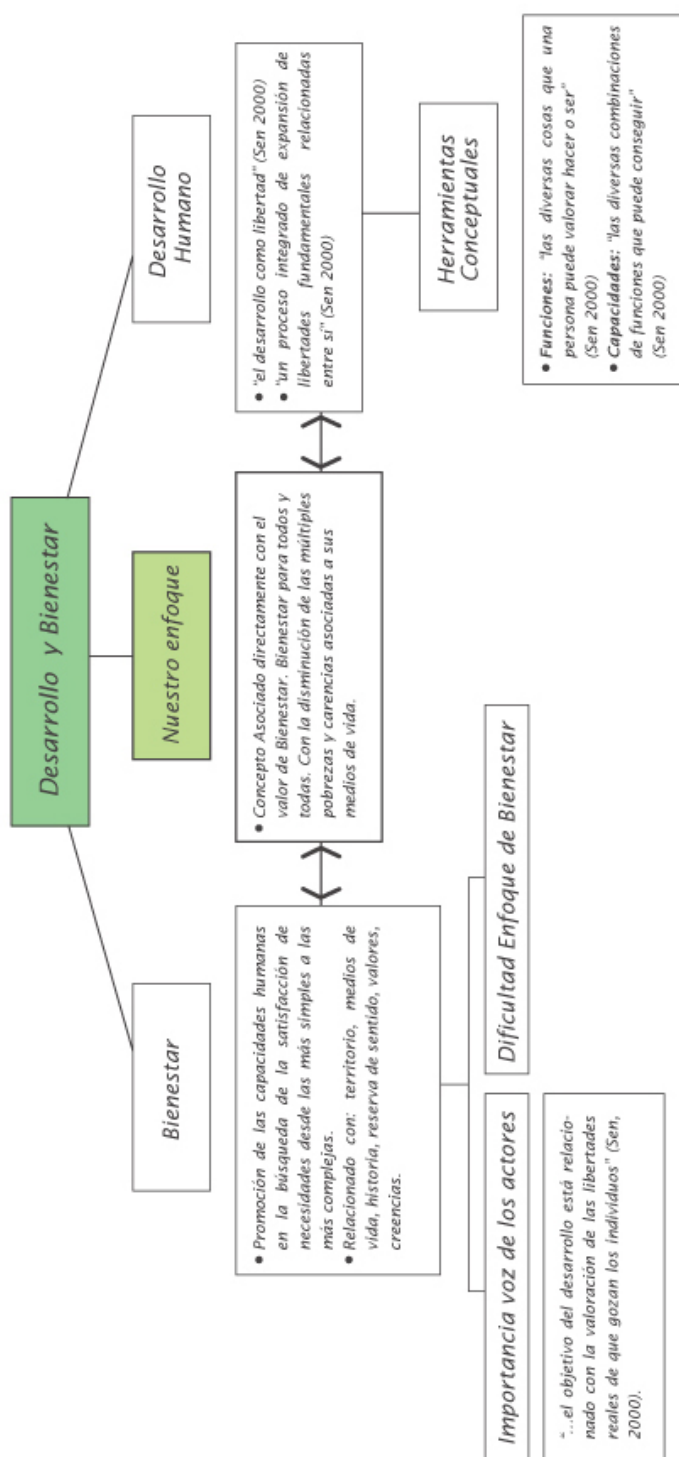 Desarrollo y Bienestar
Bienestar
Nuestro enfoque
Desarrollo
Humano
• Promoción de las capacidades humanas
en la búsqueda de la satisfacción de
necesidades desde las más simples a las
más complejas.
• Relacionado con: territorio, medios de
vida, historia, reserva de sentido, valores,
creencias.
• Concepto Asociado directamente con el
valor de Bienestar. Bienestar para todos y
todas. Con la disminución de las múltiples
pobrezas y carencias asociadas a sus
medios de vida.
• "el desarrollo como libertad" (Sen 2000)
• "un proceso integrado de expansión de
libertades fundamentales relacionadas
entre si" (Sen 2000)
Importancia voz de los actores
Dificultad Enfoque de Bienestar
Herramientas
Conceptuales
"...el objetivo del desarrollo está relacio-
nado con la valoración de las libertades
reales de que gozan los individuos" (Sen,
2000).
• Funciones: "las diversas cosas que una
persona puede valorar hacer o ser"
(Sen 2000)
• Capacidades: "las diversas combinaciones
de funciones que puede conseguir"
(Sen 2000)